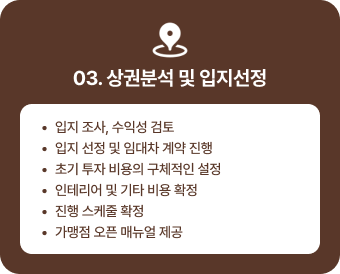 03. 상권분석 및 입지선정
• 입지 조사, 수익성 검토
• 입지 선정 및 임대차 계약 진행
• 초기 투자 비용의 구체적인 설정
• 인테리어 및 기타 비용 확정
• 진행 스케줄 확정
• 가맹점 오픈 매뉴얼 제공